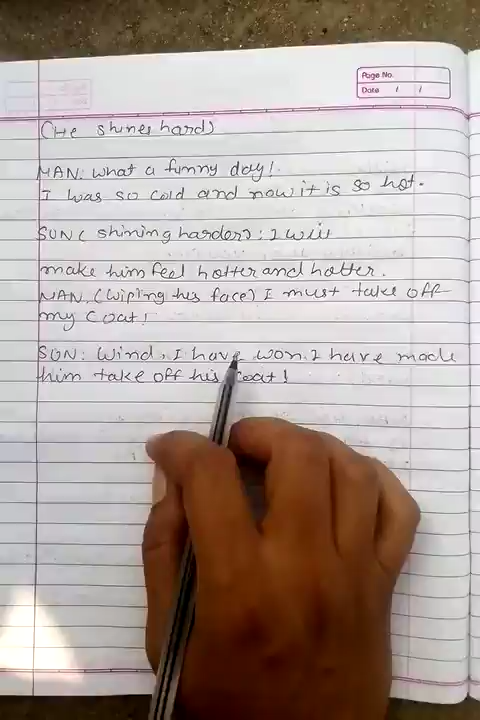 Page No.
Date / /
(He shines hard)
MAN: what a funny day!
I was so cold and now it is so hot.
SUN (shining harder): I will
make him feel hotter and hotter.
MAN. (wiping his face) I must take off
my coat!
SUN: Wind, I have won. I have made
him take off his coat!